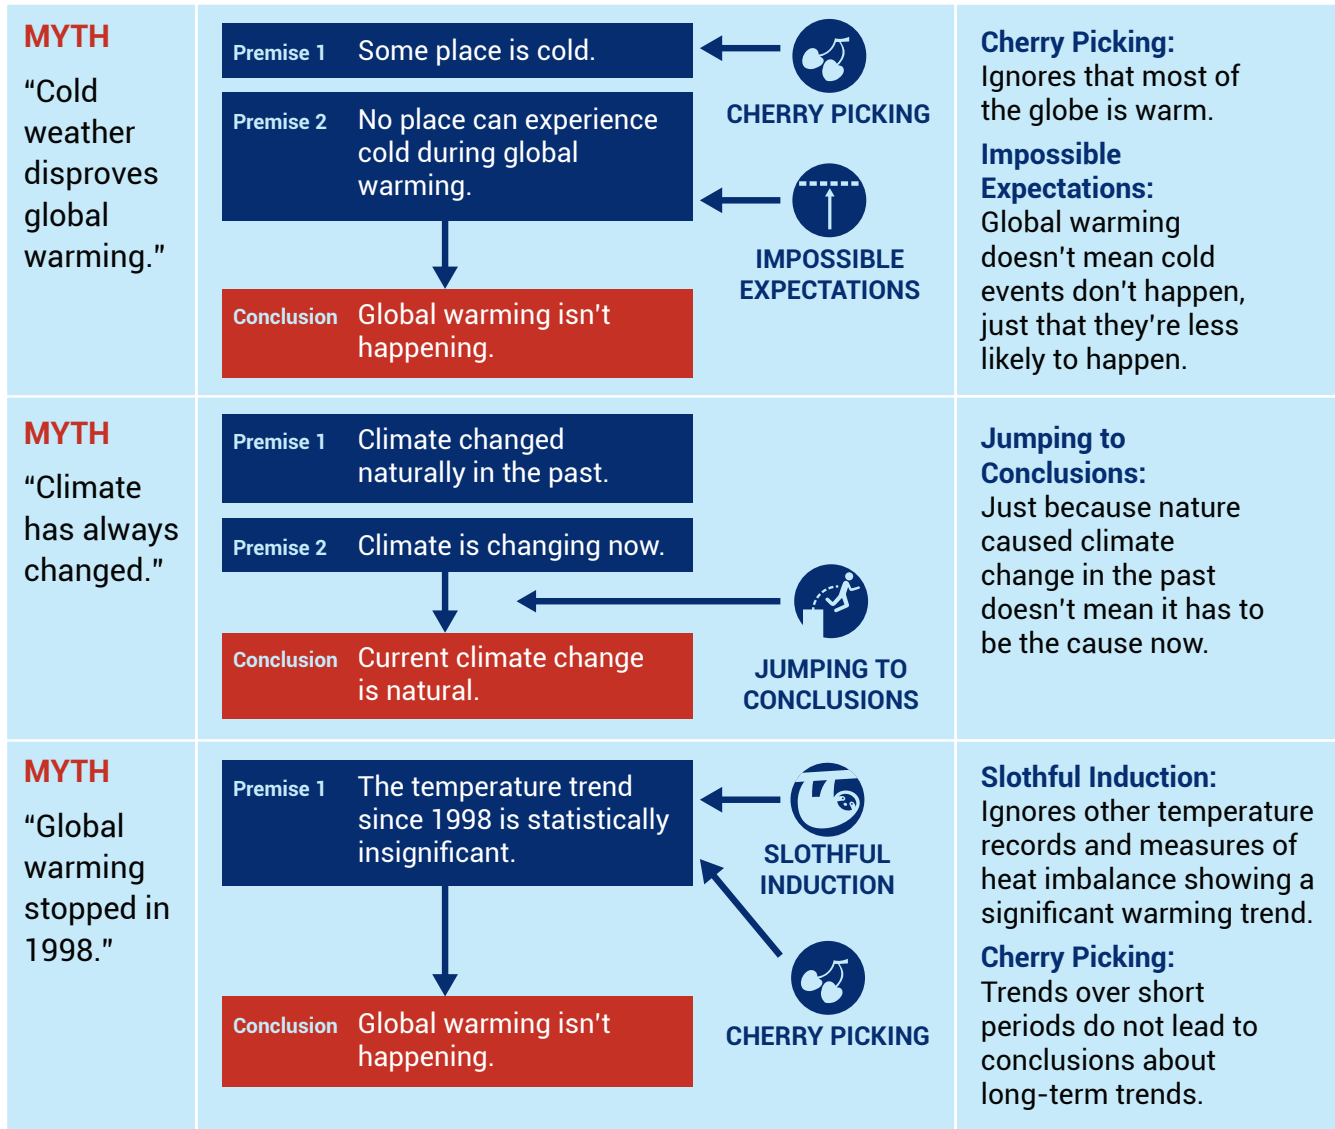 MYTH
“Cold
weather
disproves
global
warming.”
Premise 1 Some place is cold.
Premise 2 No place can experience
cold during global
warming.
Conclusion Global warming isn't
happening.
CHERRY PICKING
IMPOSSIBLE
EXPECTATIONS
Cherry Picking:
Ignores that most of
the globe is warm.
Impossible
Expectations:
Global warming
doesn't mean cold
events don't happen,
just that they're less
likely to happen.
MYTH
“Climate
has always
changed.”
Premise 1 Climate changed
naturally in the past.
Premise 2 Climate is changing now.
Conclusion Current climate change
is natural.
JUMPING TO
CONCLUSIONS
Jumping to
Conclusions:
Just because nature
caused climate
change in the past
doesn't mean it has to
be the cause now.
MYTH
“Global
warming
stopped in
1998.”
Premise 1 The temperature trend
since 1998 is statistically
insignificant.
Conclusion Global warming isn't
happening.
SLOTHFUL
INDUCTION
CHERRY PICKING
Slothful Induction:
Ignores other temperature
records and measures of
heat imbalance showing a
significant warming trend.
Cherry Picking:
Trends over short
periods do not lead to
conclusions about
long-term trends.